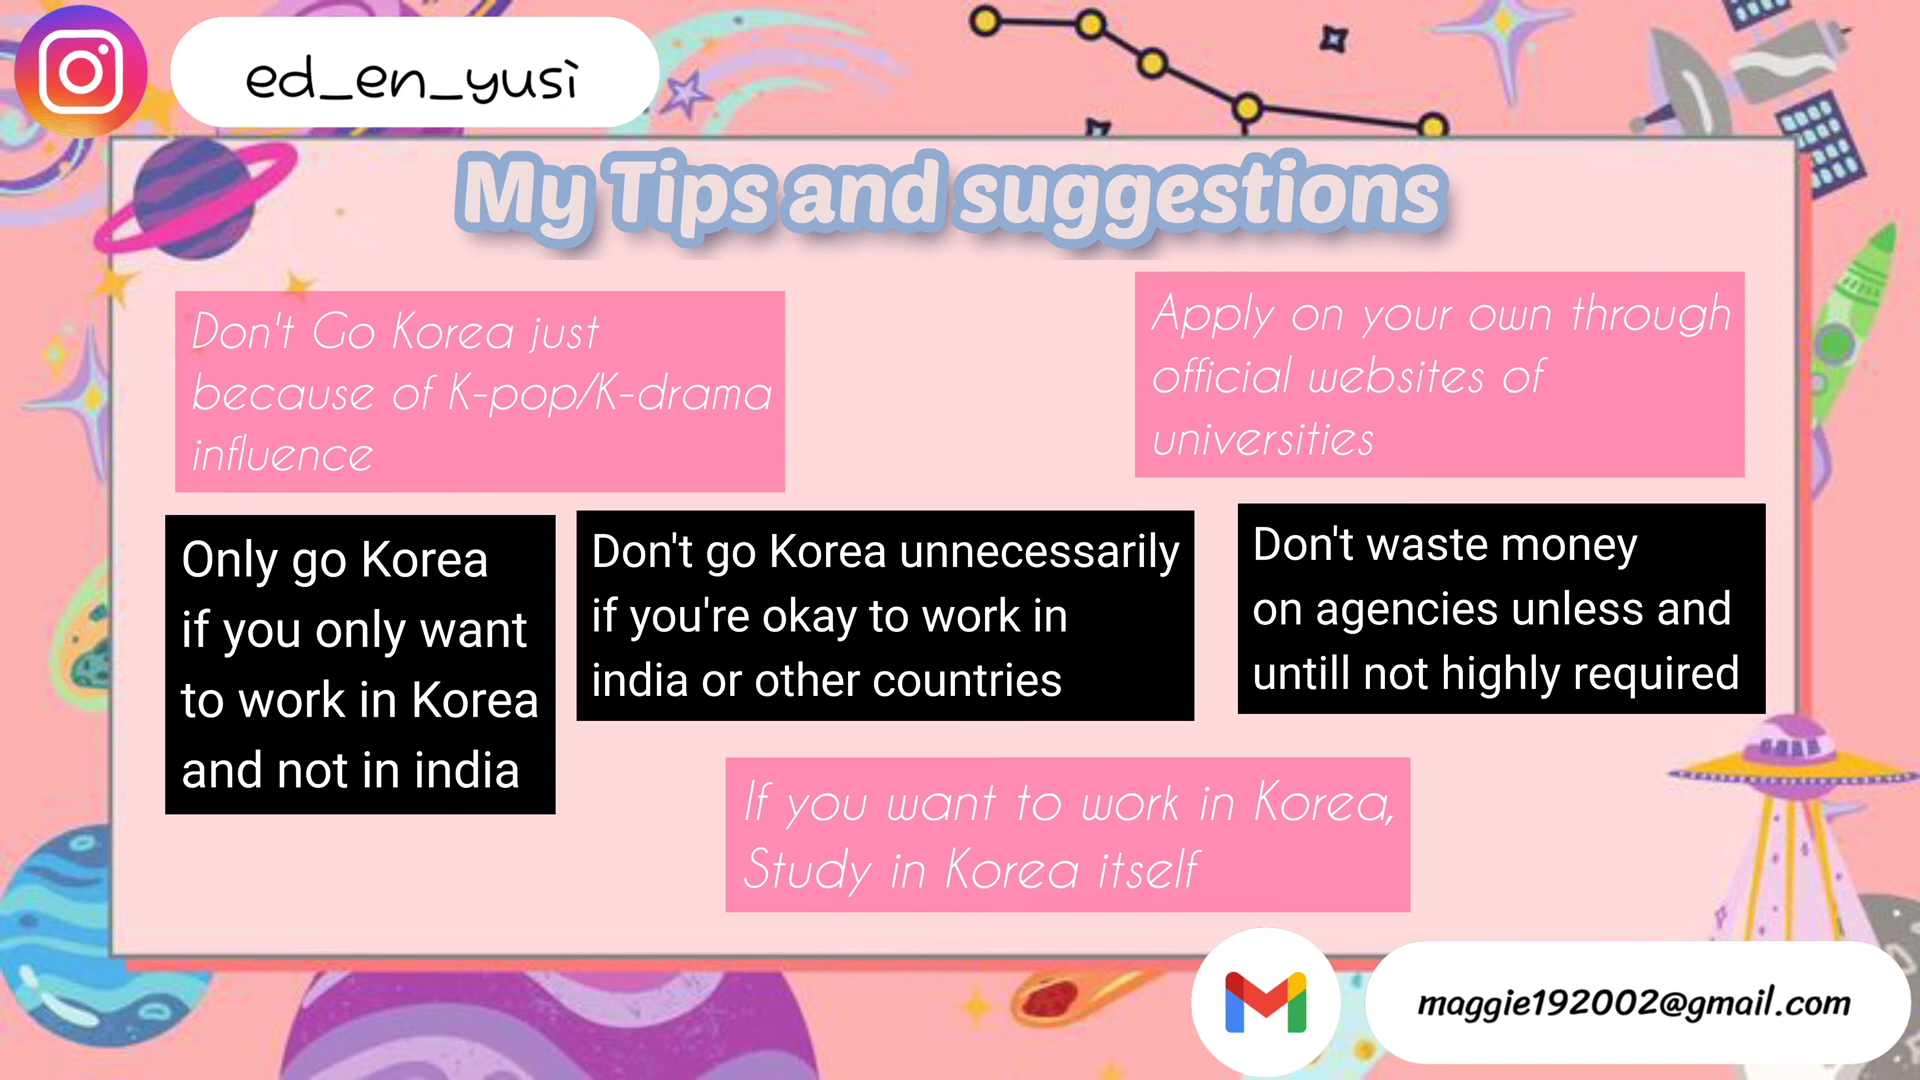 ed_en_yusi
My Tips and suggestions
Don't Go Korea just
because of K-pop/K-drama
influence
Apply on your own through
official websites of
universities
Only go Korea
if you only want
to work in Korea
and not in india
Don't go Korea unnecessarily
if you're okay to work in
india or other countries
Don't waste money
on agencies unless and
untill not highly required
If you want to work in Korea,
Study in Korea itself
maggie192002@gmail.com